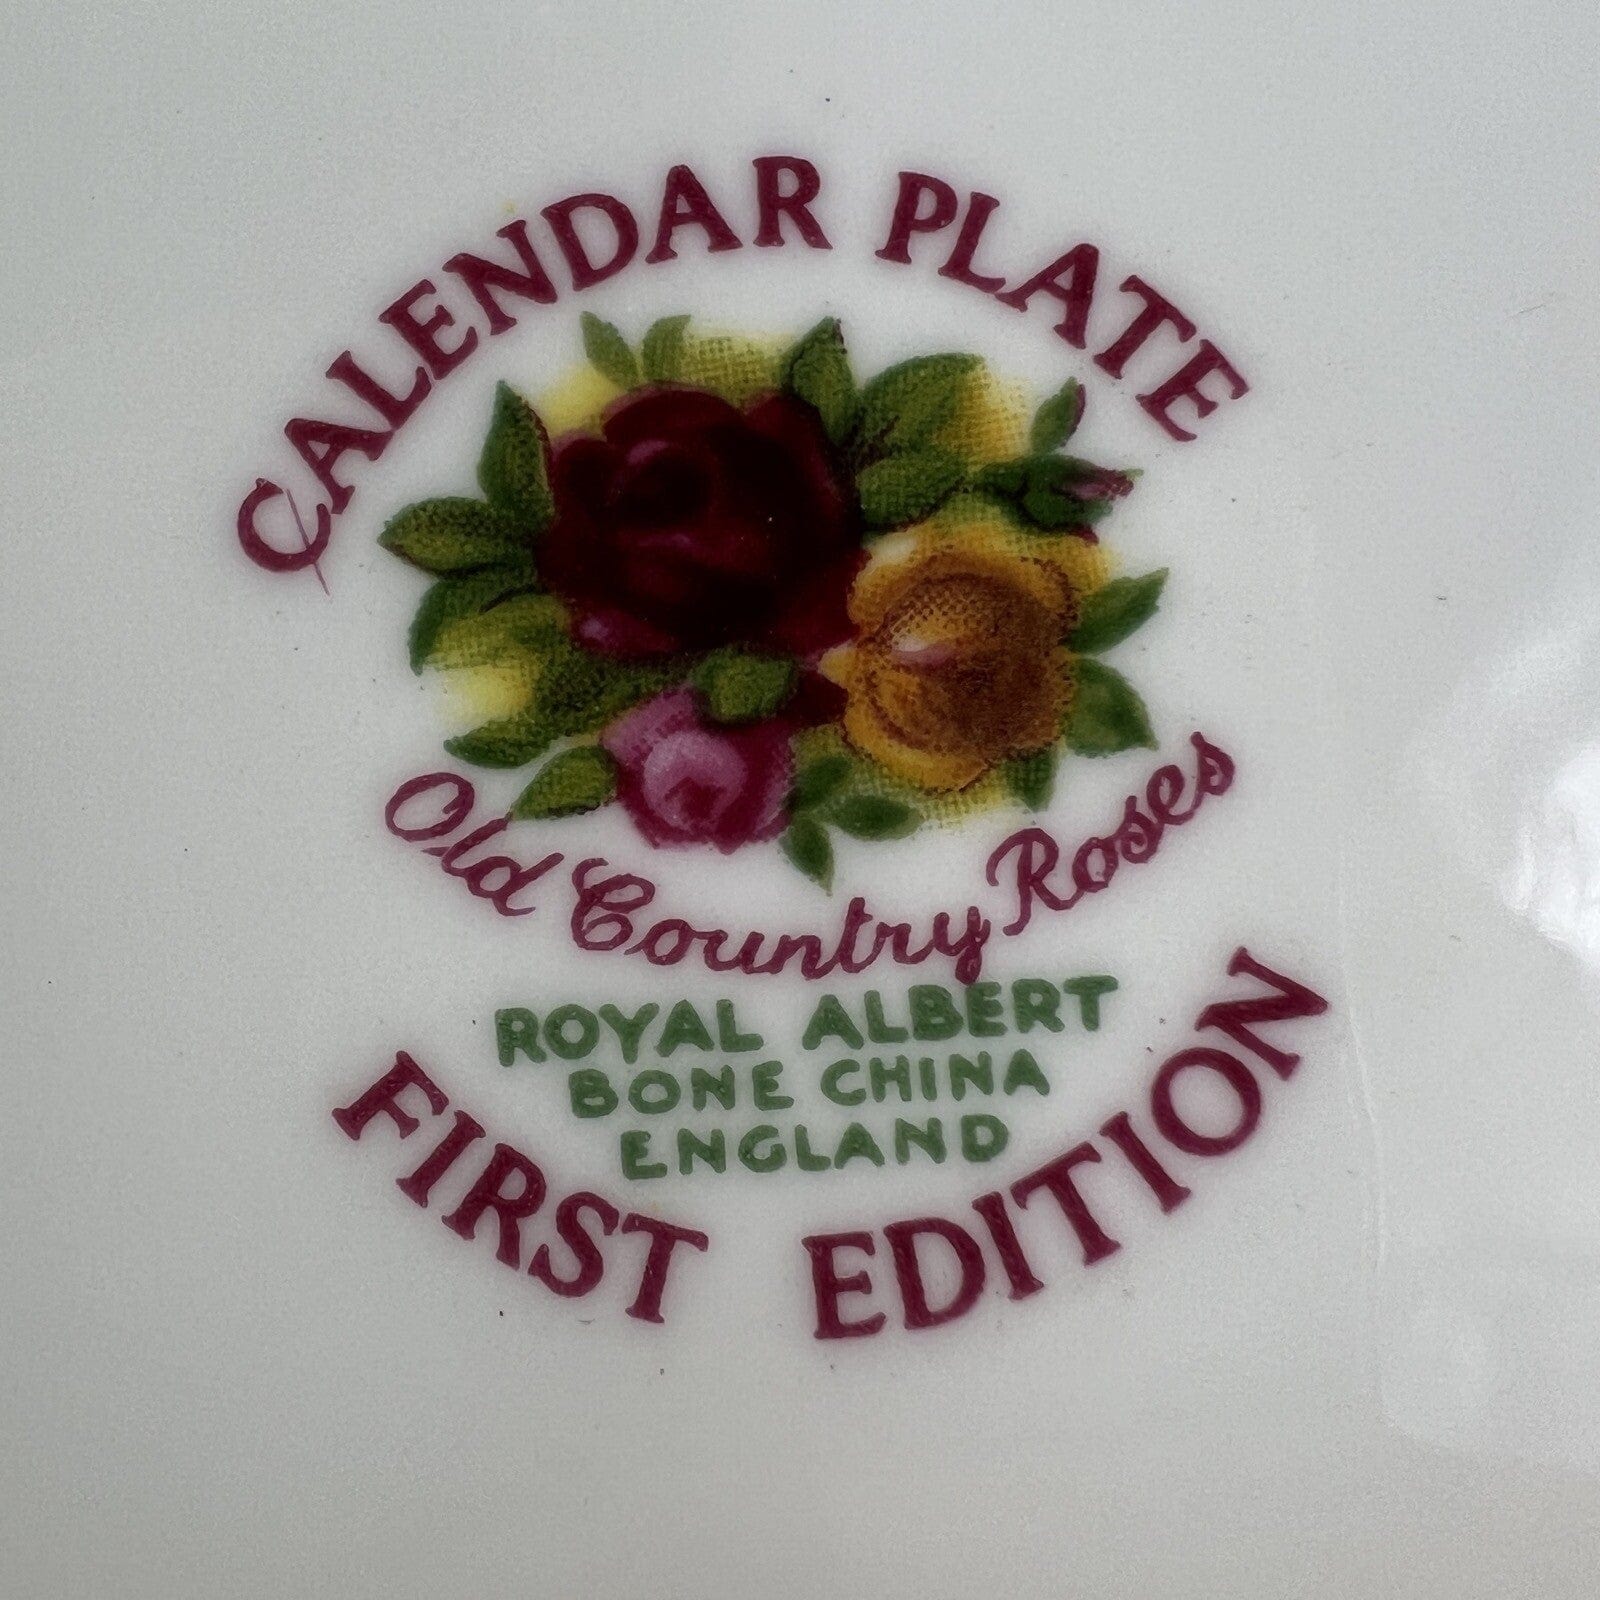 CALENDAR PLATE
Old Country Roses
ROYAL ALBERT
BONE CHINA
ENGLAND
FIRST EDITION